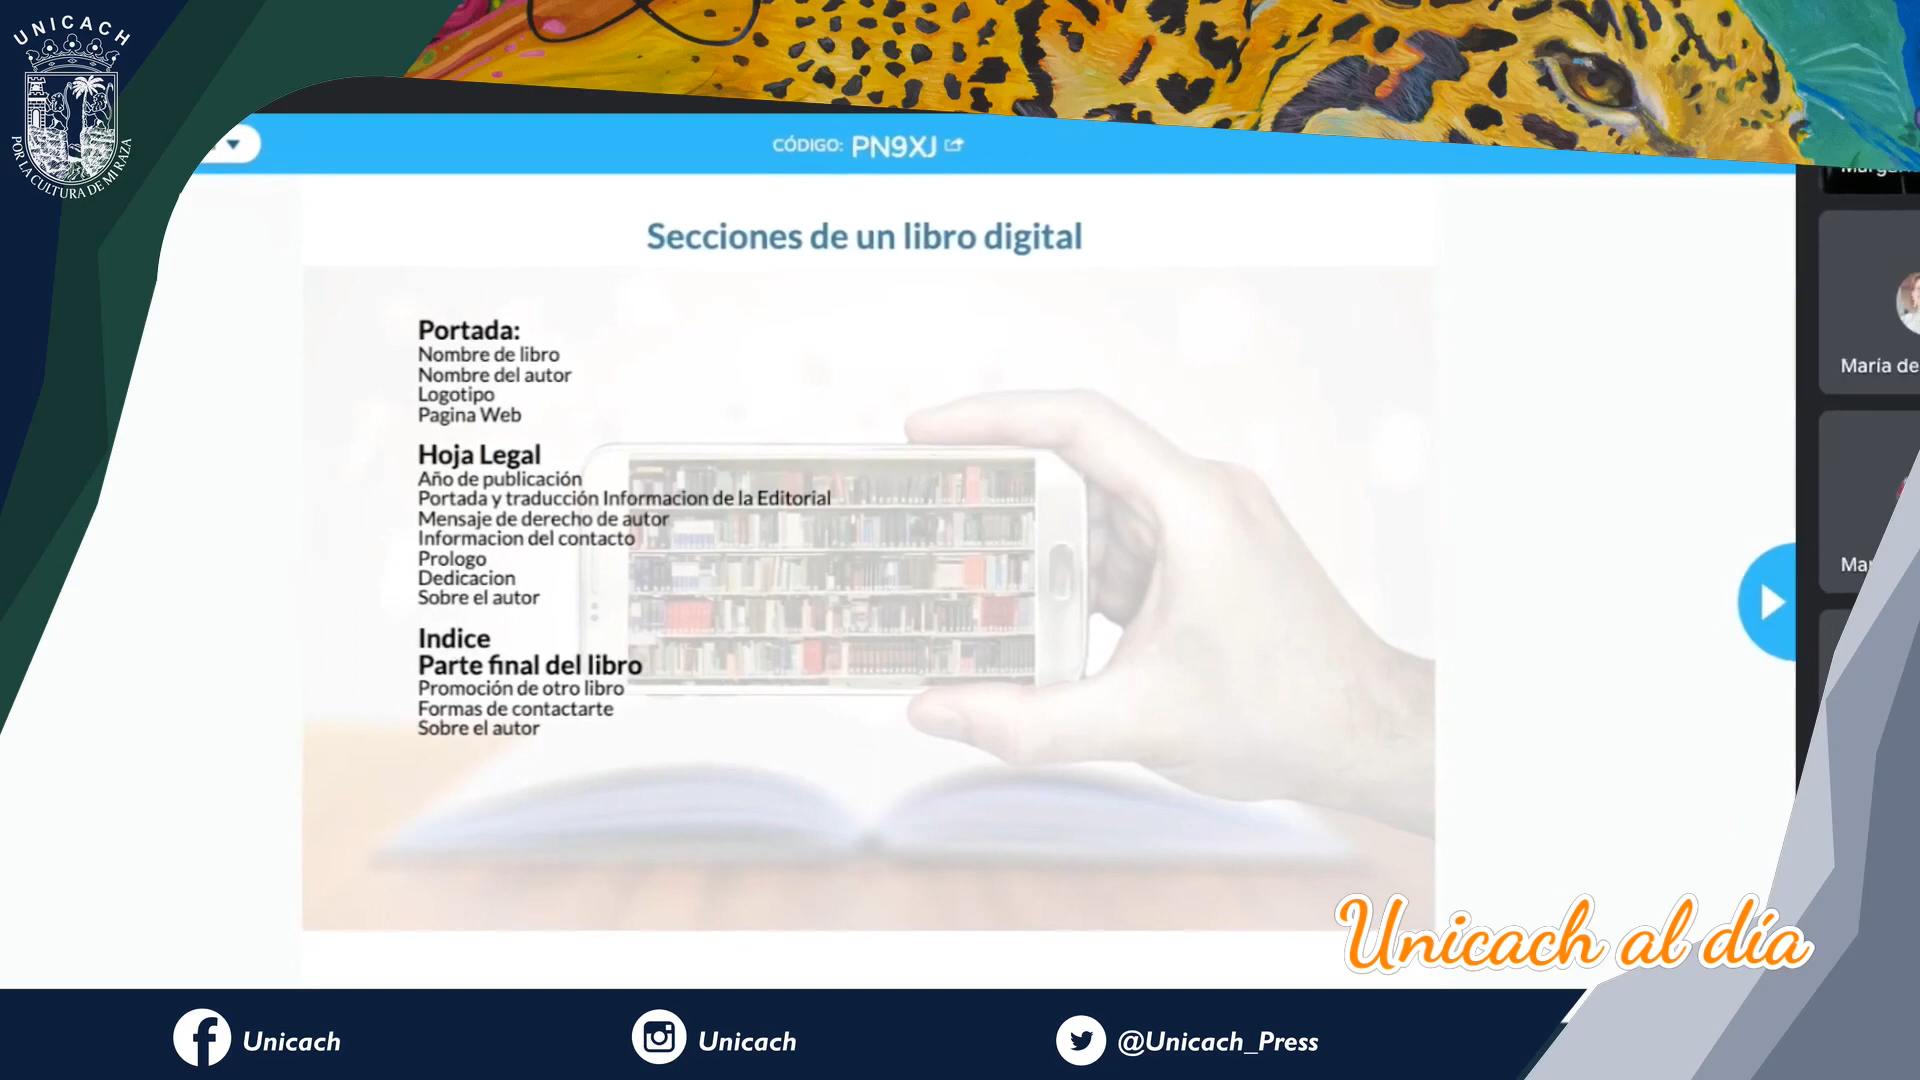 UNICACH
POR LA CULTURA DE MI RAZA
CÓDIGO: PN9XJ
Secciones de un libro digital
Portada:
Nombre de libro
Nombre del autor
Logotipo
Pagina Web
Hoja Legal
Año de publicación
Portada y traducción Informacion de la Editorial
Mensaje de derecho de autor
Informacion del contacto
Prologo
Dedicacion
Sobre el autor
Indice
Parte final del libro
Promoción de otro libro
Formas de contactarte
Sobre el autor
María de
Unicach al día
Unicach
Unicach
@Unicach_Press